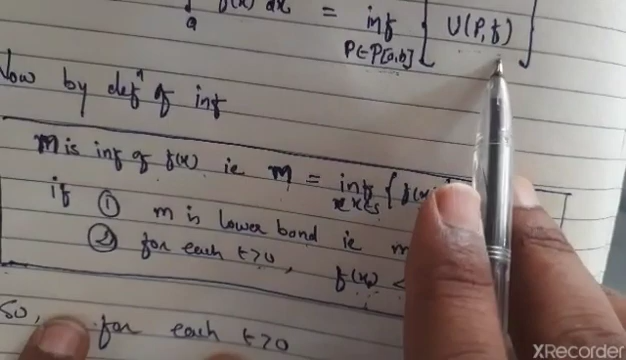 ∫ₐ f(x) dx = inf { U(P,f) }
P∈P[a,b]
Now by defⁿ of inf
m is inf of f(x) ie m = inf { f(x)
x∈S
if ① m is lower bond ie m
② for each ϵ>0, f(x₁) <
So, for each ϵ>0
XRecorder